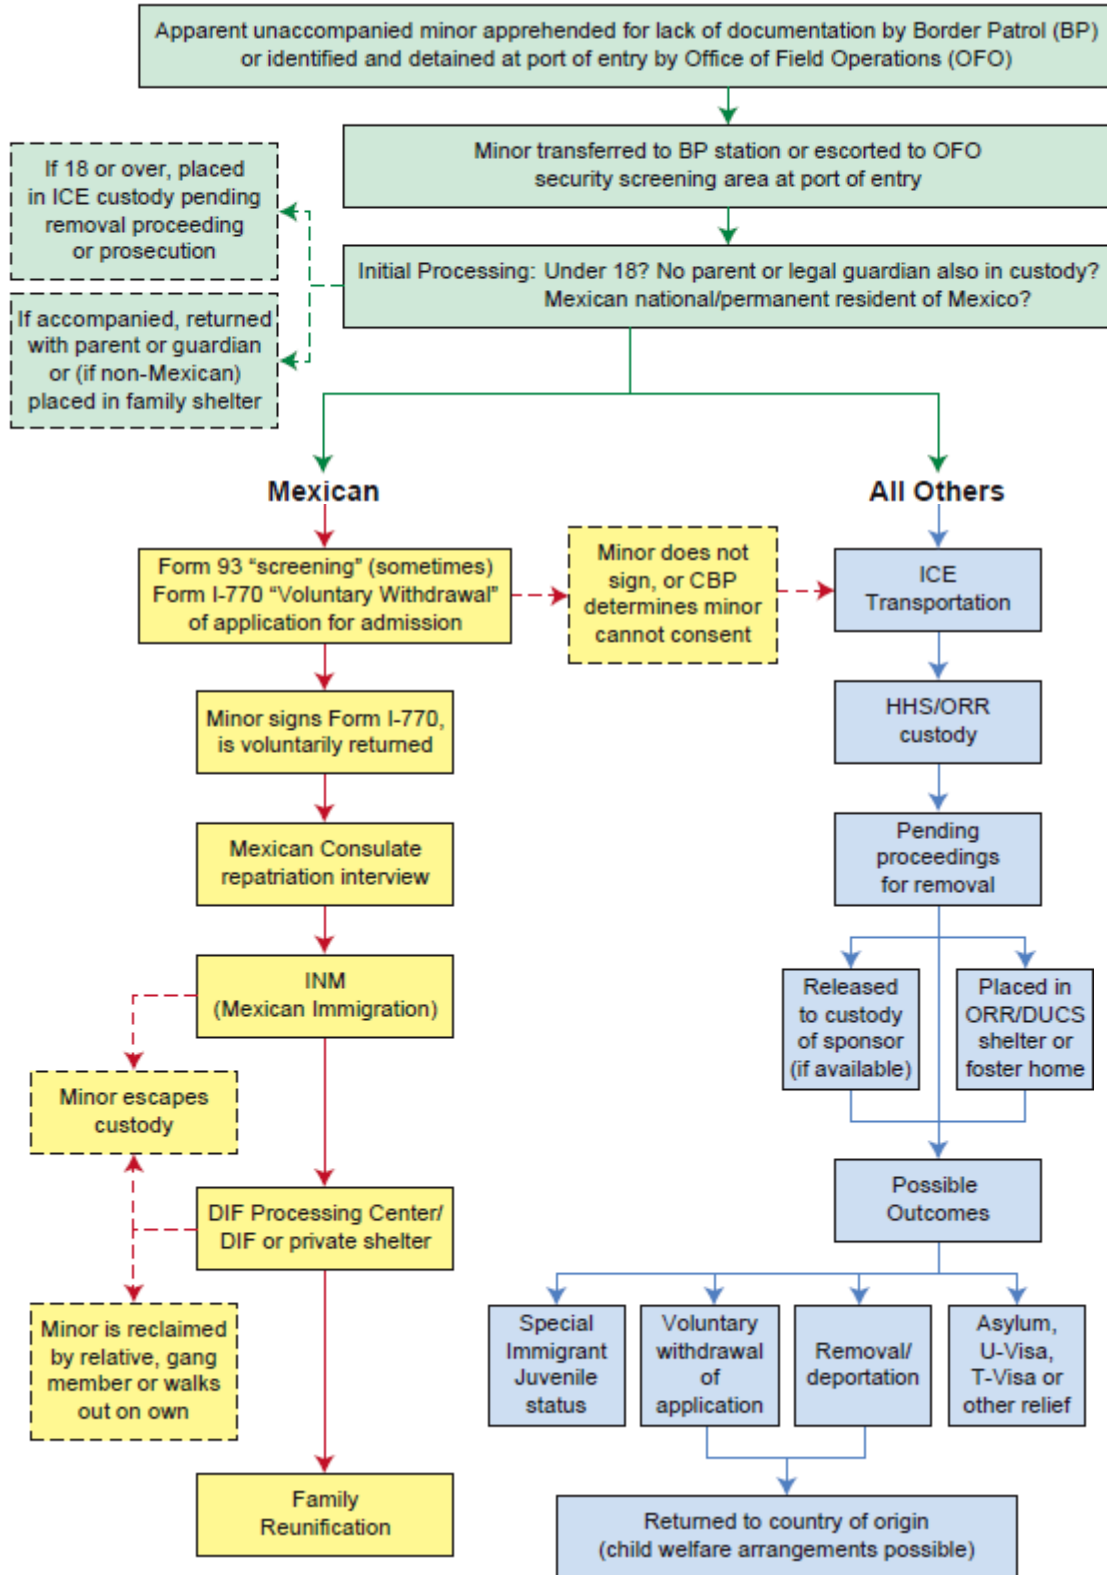 Apparent unaccompanied minor apprehended for lack of documentation by Border Patrol (BP)
or identified and detained at port of entry by Office of Field Operations (OFO)
Minor transferred to BP station or escorted to OFO
security screening area at port of entry
If 18 or over, placed
in ICE custody pending
removal proceeding
or prosecution
Initial Processing: Under 18? No parent or legal guardian also in custody?
Mexican national/permanent resident of Mexico?
If accompanied, returned
with parent or guardian
or (if non-Mexican)
placed in family shelter
Mexican
All Others
Form 93 “screening” (sometimes)
Form I-770 “Voluntary Withdrawal”
of application for admission
Minor does not
sign, or CBP
determines minor
cannot consent
ICE
Transportation
Minor signs Form I-770,
is voluntarily returned
HHS/ORR
custody
Mexican Consulate
repatriation interview
Pending
proceedings
for removal
INM
(Mexican Immigration)
Released
to custody
of sponsor
(if available)
Placed in
ORR/DUCS
shelter or
foster home
Minor escapes
custody
DIF Processing Center/
DIF or private shelter
Possible
Outcomes
Minor is reclaimed
by relative, gang
member or walks
out on own
Special
Immigrant
Juvenile
status
Voluntary
withdrawal
of
application
Removal/
deportation
Asylum,
U-Visa,
T-Visa or
other relief
Family
Reunification
Returned to country of origin
(child welfare arrangements possible)